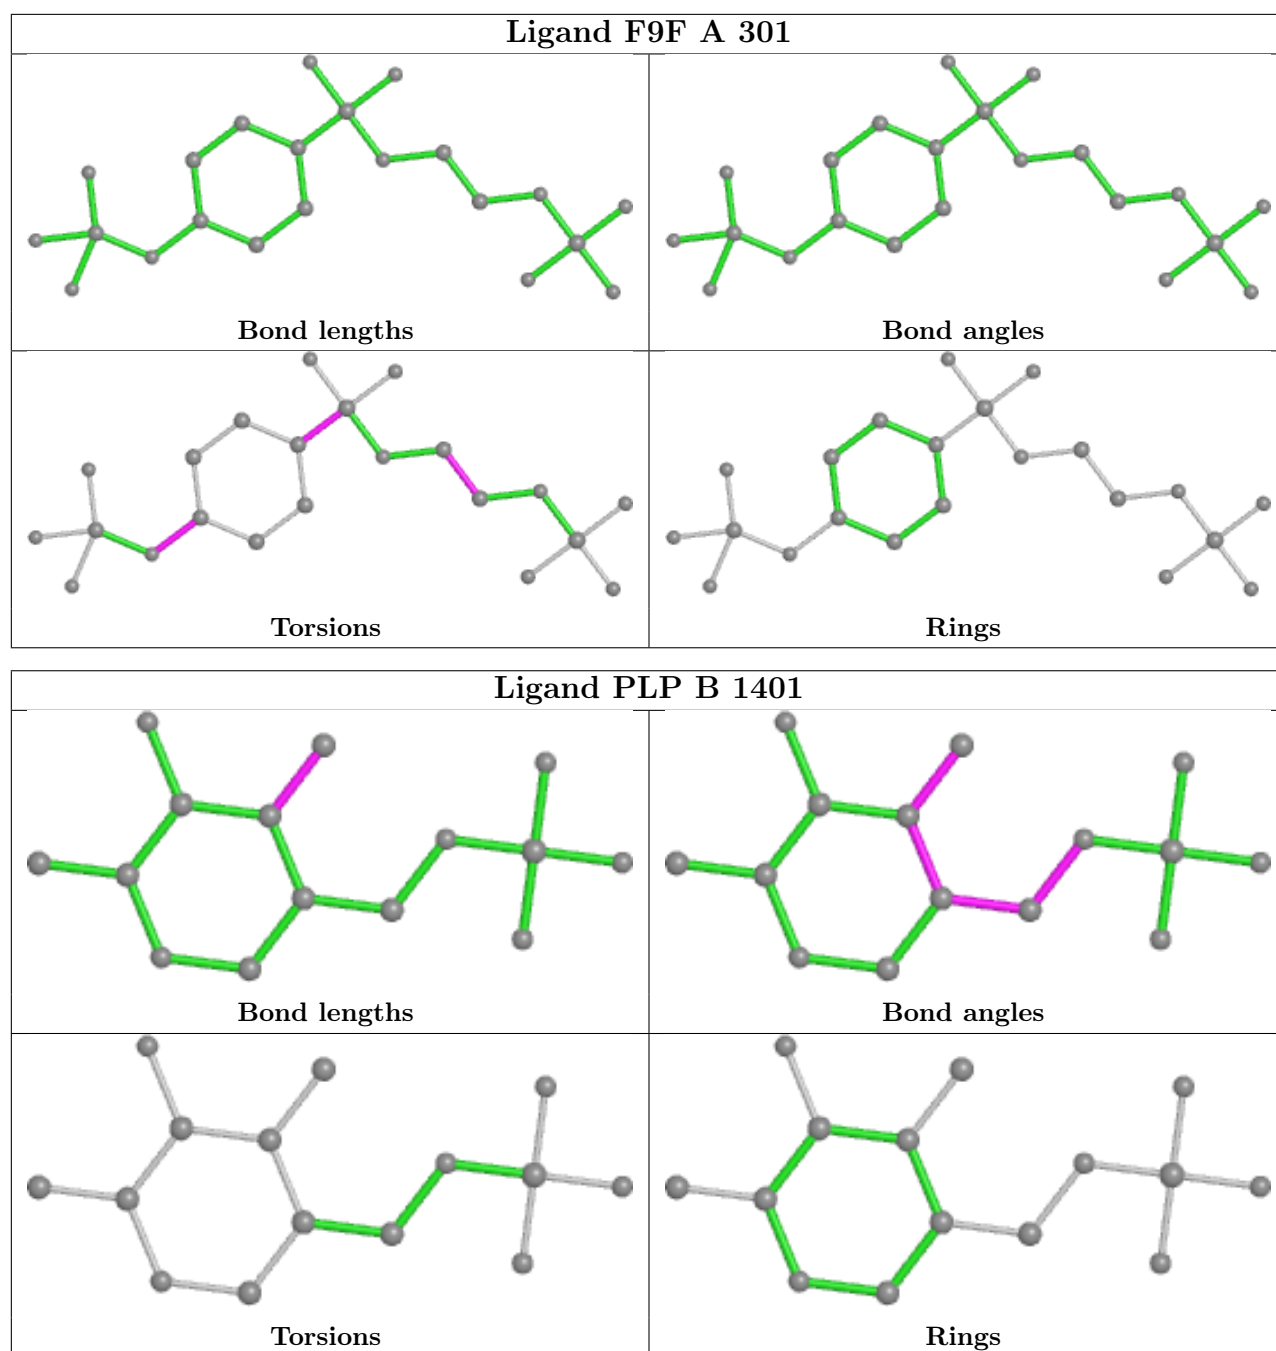 Ligand F9F A 301
Bond lengths
Bond angles
Torsions
Rings
Ligand PLP B 1401
Bond lengths
Bond angles
Torsions
Rings